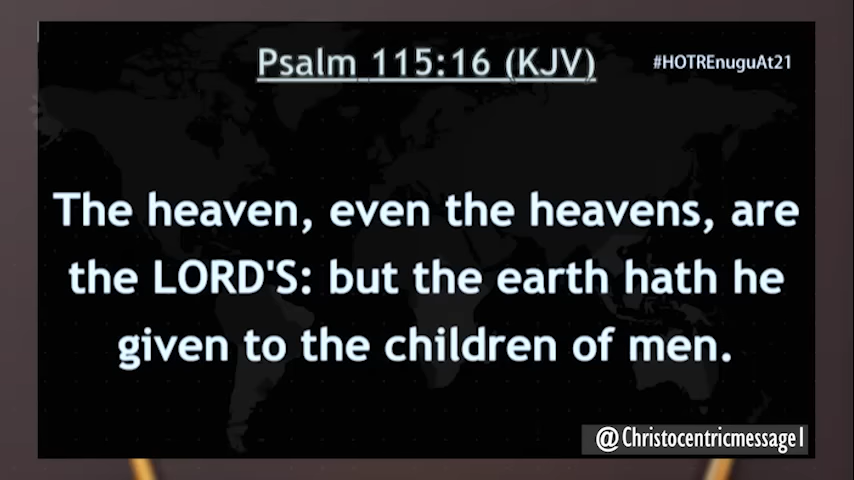 Psalm 115:16 (KJV)
#HOTREnuguAt21
The heaven, even the heavens, are
the LORD'S: but the earth hath he
given to the children of men.
@Christocentricmessage1